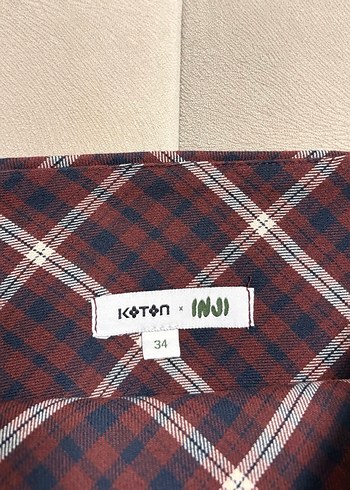 KOTON × INJI
34